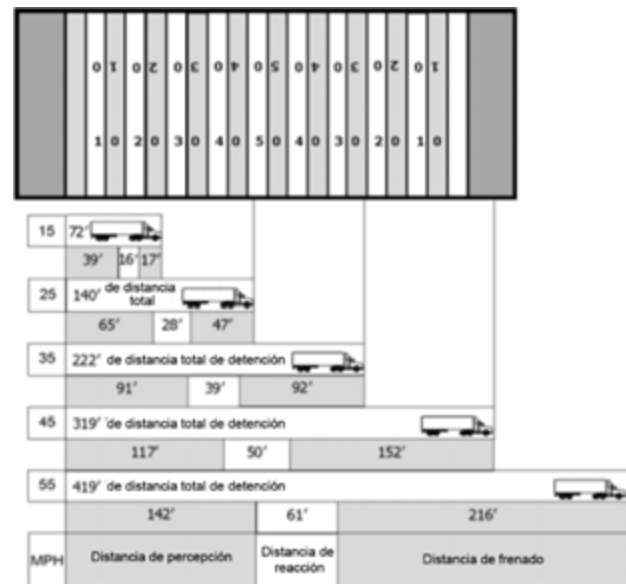 0 1 0 2 0 3 0 4 0 5 0 4 0 3 0 2 0 1
1 0 2 0 3 0 4 0 5 0 4 0 3 0 2 0 1 0
15 72'
39' 16' 17'
25 140' de distancia total
65' 28' 47'
35 222' de distancia total de detención
91' 39' 92'
45 319' de distancia total de detención
117' 50' 152'
55 419' de distancia total de detención
142' 61' 216'
MPH Distancia de percepción Distancia de reacción Distancia de frenado